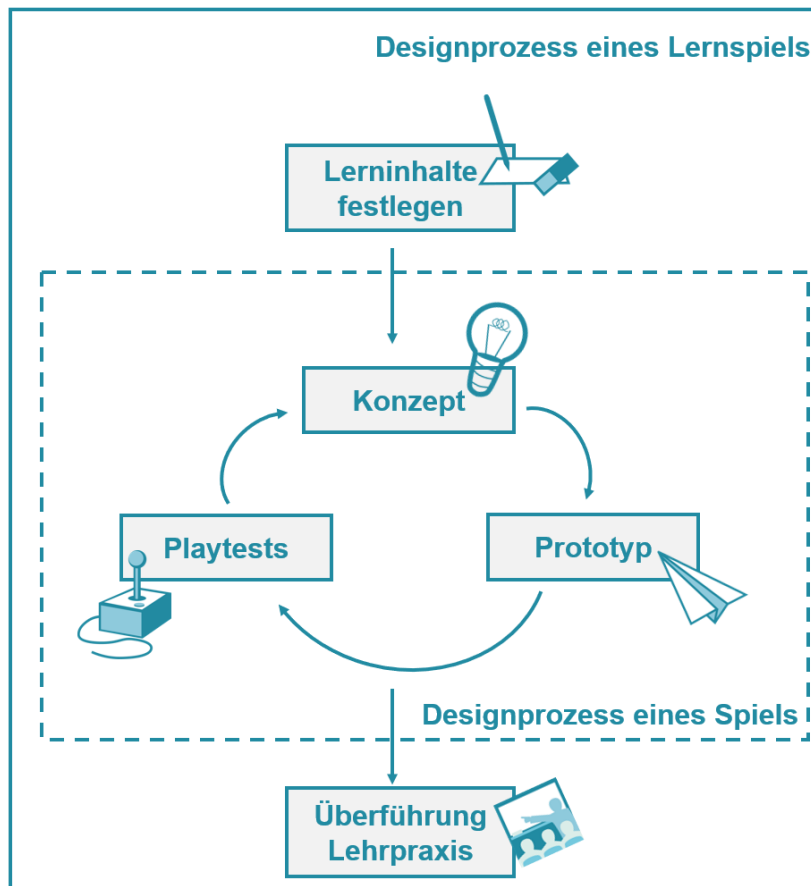 Designprozess eines Lernspiels
Lerninhalte
festlegen
Konzept
Playtests
Prototyp
Designprozess eines Spiels
Überführung
Lehrpraxis